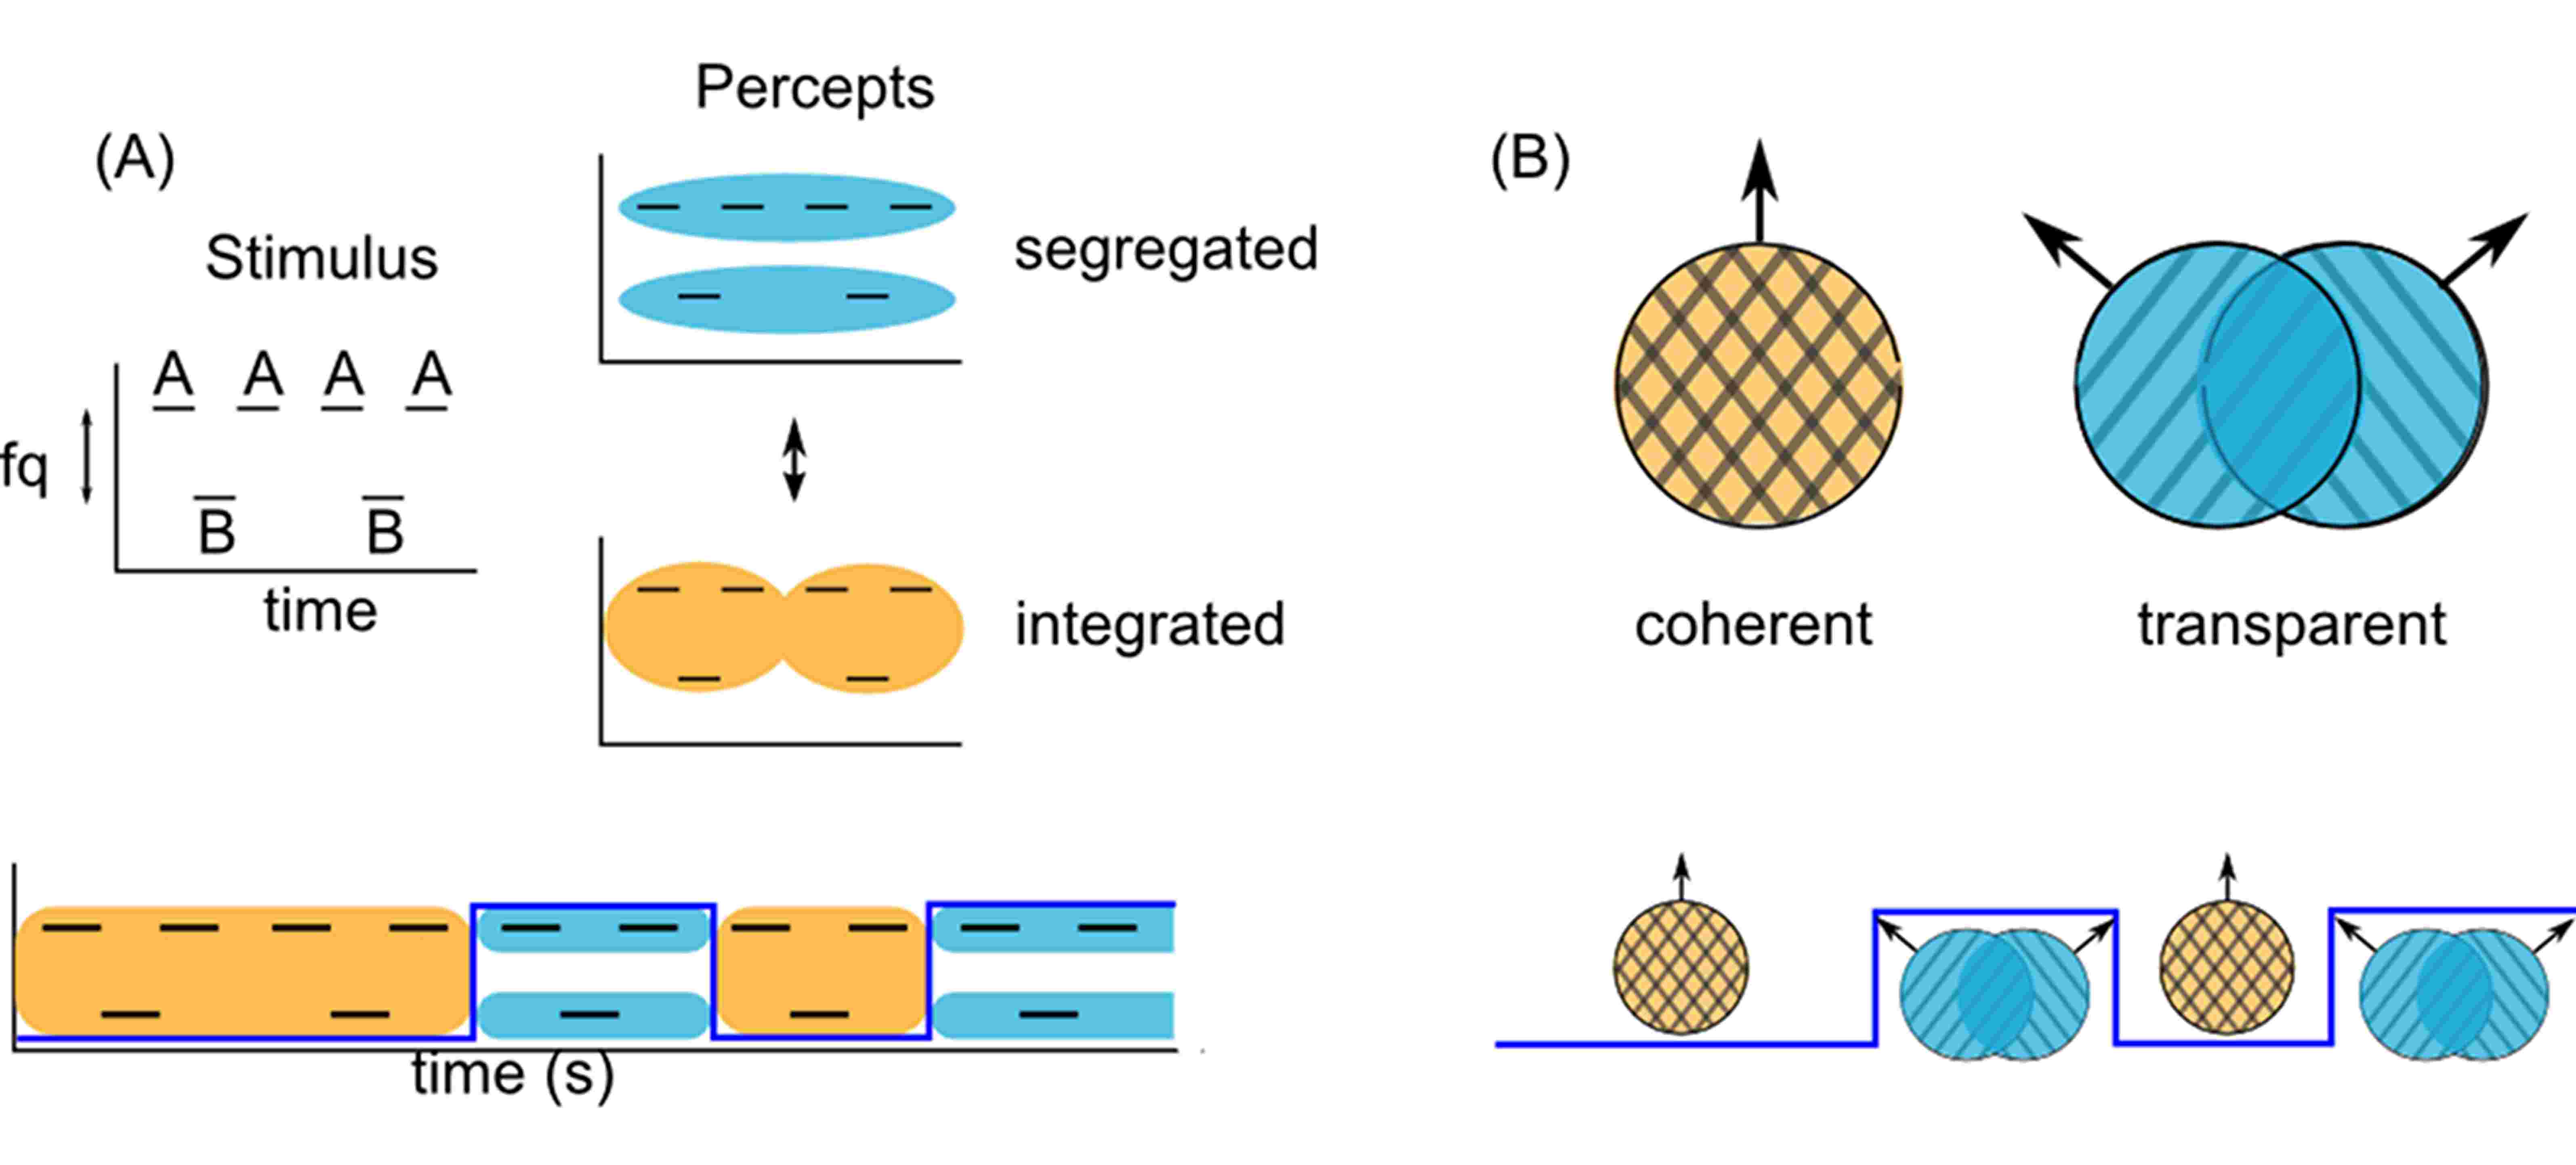 Percepts
(A)
Stimulus
segregated
A A A A
fq
B B
time
integrated
time (s)
(B)
coherent
transparent